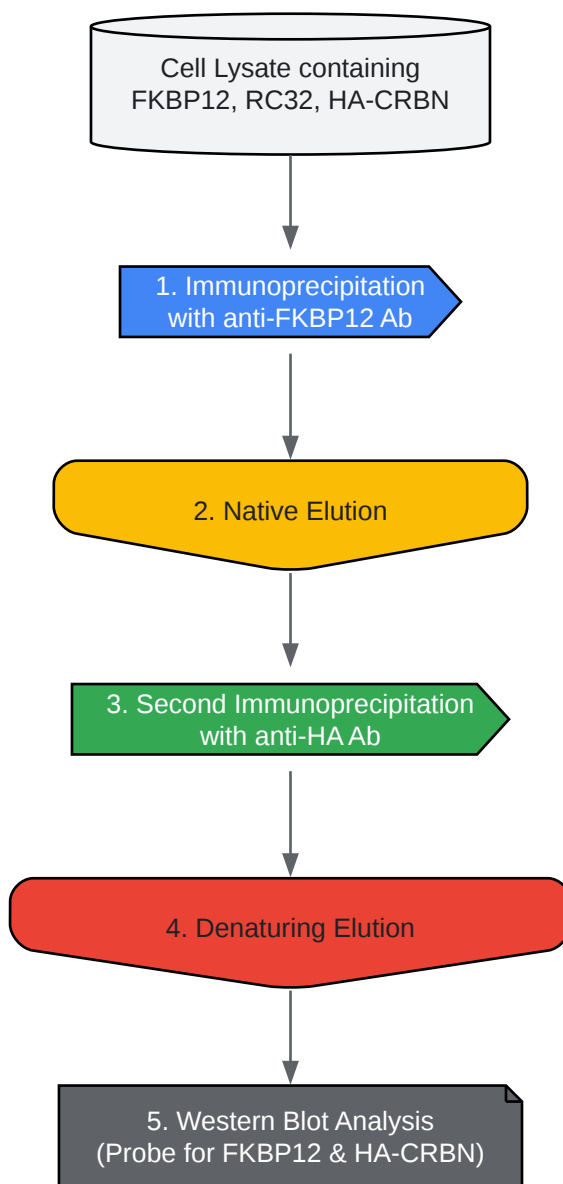 Cell Lysate containing
FKBP12, RC32, HA-CRBN
1. Immunoprecipitation
with anti-FKBP12 Ab
2. Native Elution
3. Second Immunoprecipitation
with anti-HA Ab
4. Denaturing Elution
5. Western Blot Analysis
(Probe for FKBP12 & HA-CRBN)